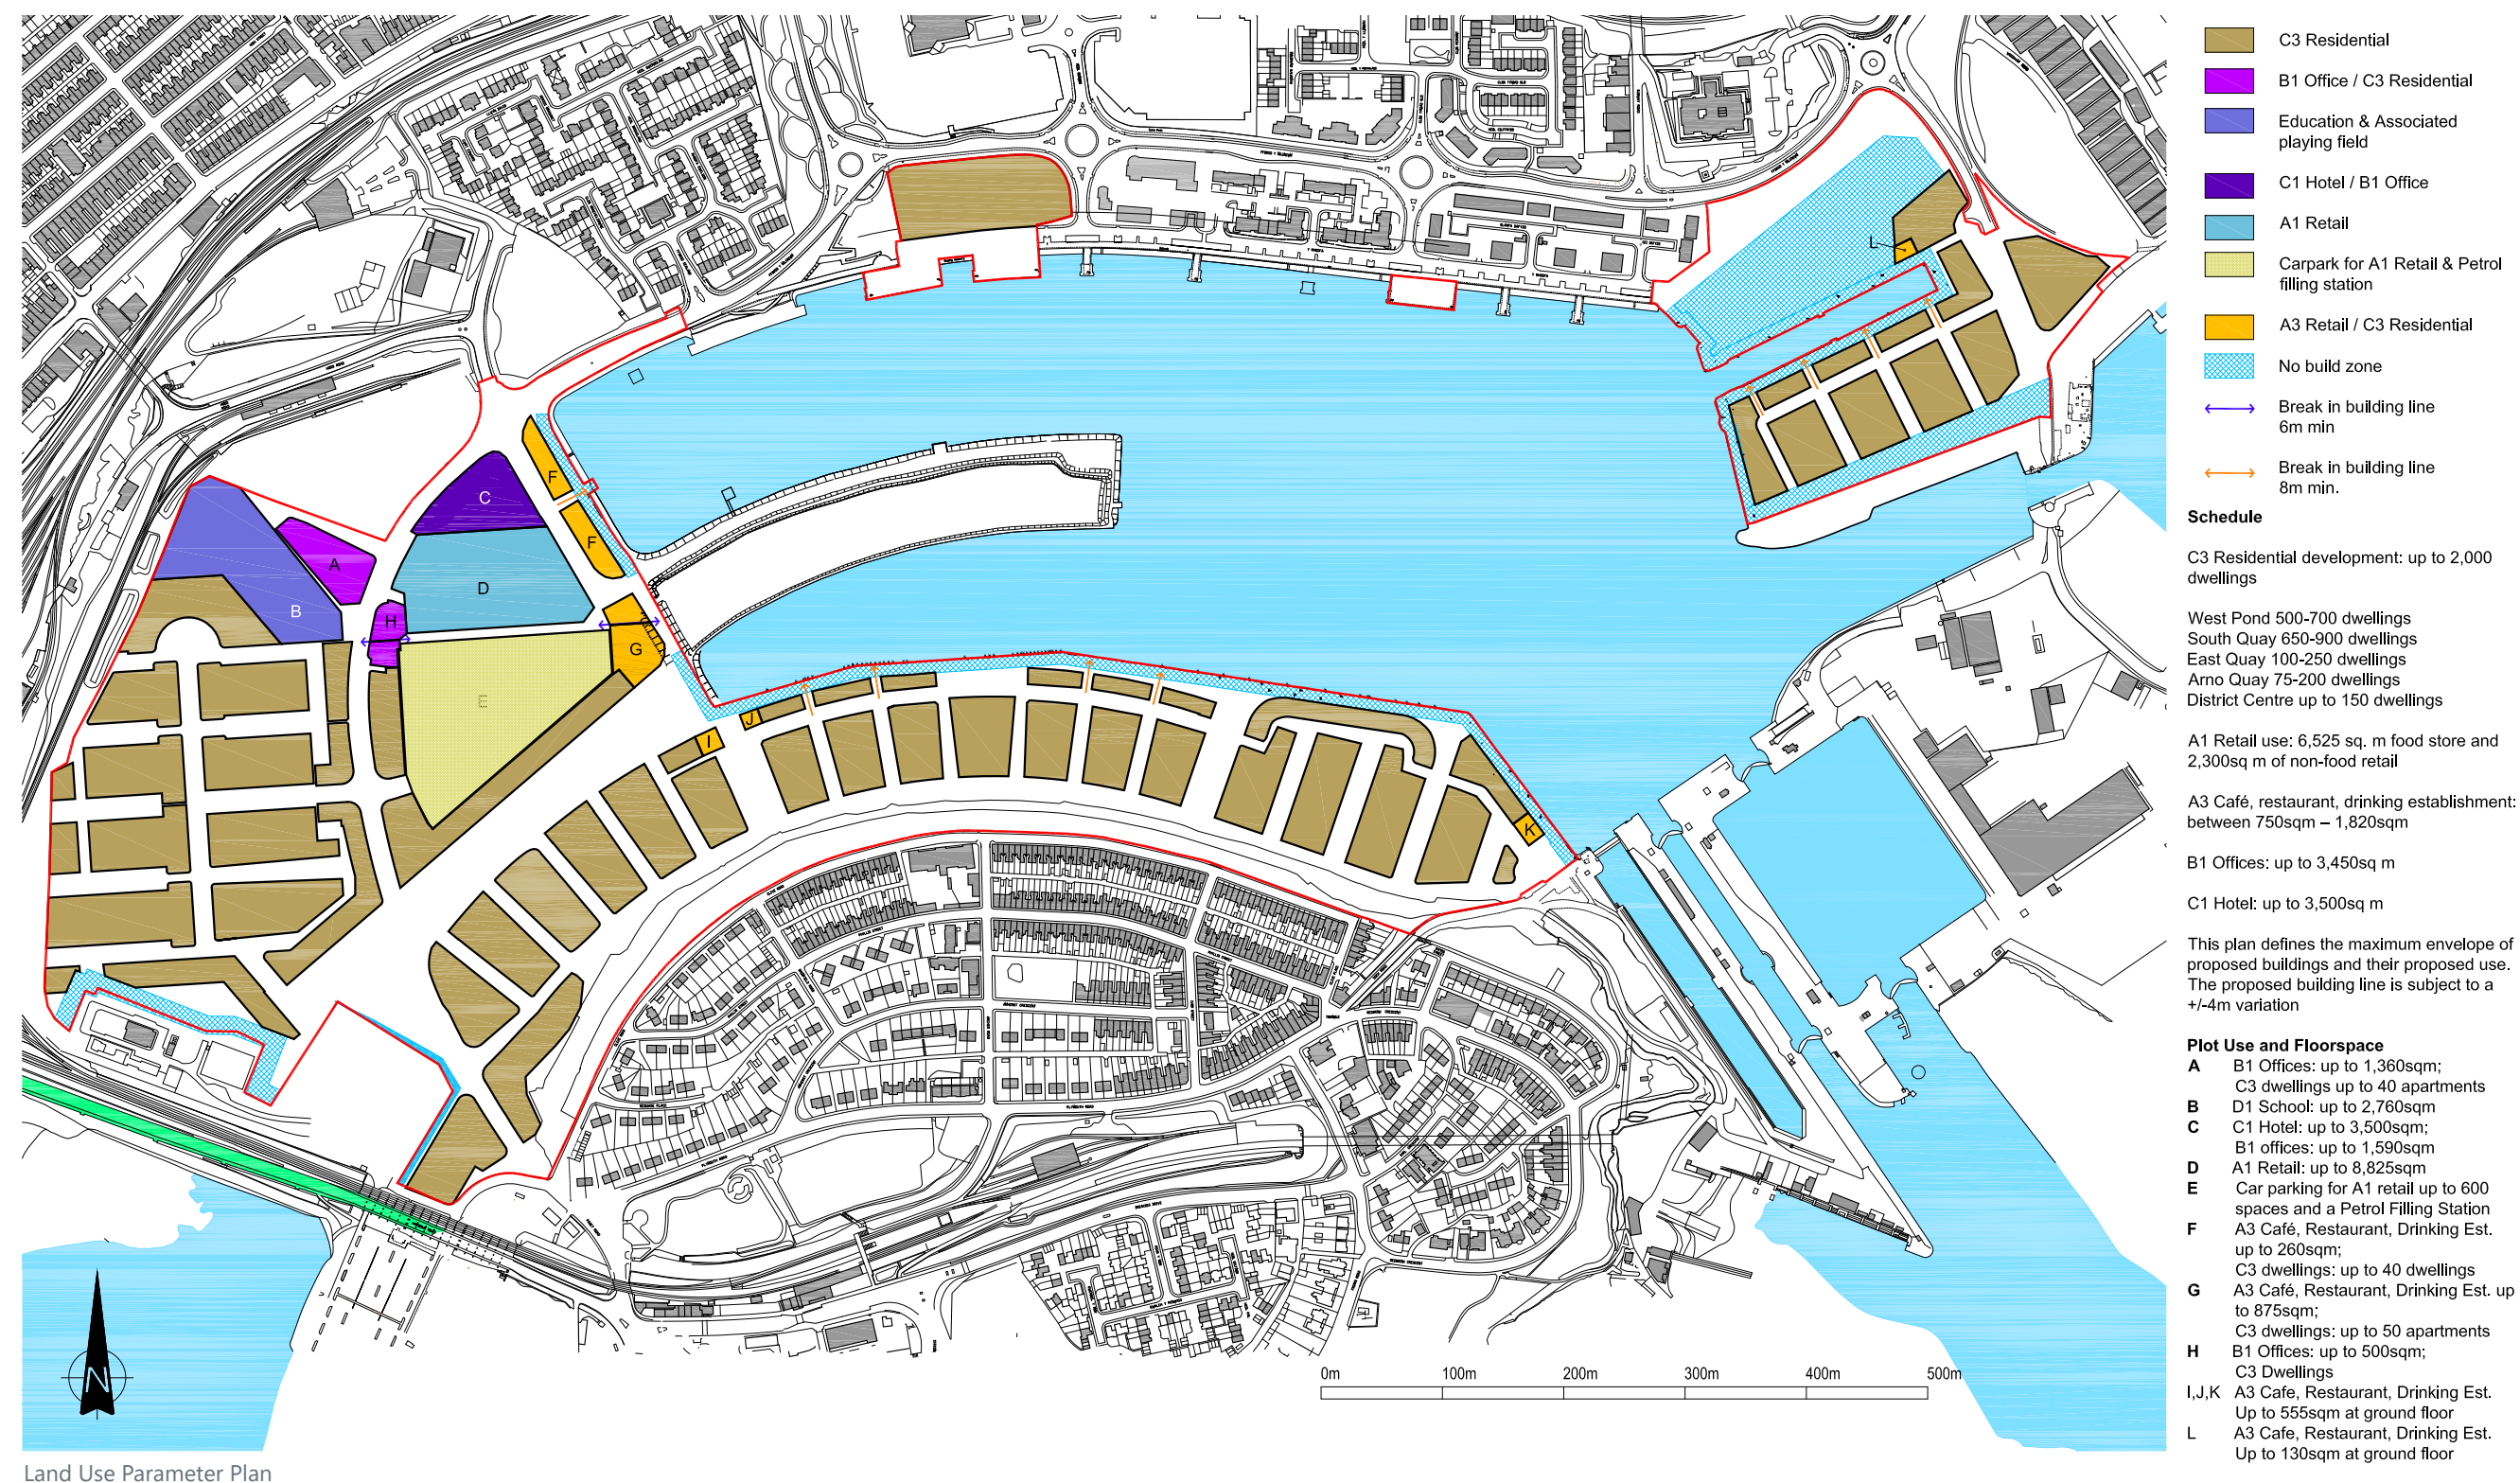 C3 Residential
B1 Office / C3 Residential
Education & Associated
playing field
C1 Hotel / B1 Office
A1 Retail
Carpark for A1 Retail & Petrol
filling station
A3 Retail / C3 Residential
No build zone
Break in building line
6m min
Break in building line
8m min.
Schedule
C3 Residential development: up to 2,000
dwellings
West Pond 500-700 dwellings
South Quay 650-900 dwellings
East Quay 100-250 dwellings
Arno Quay 75-200 dwellings
District Centre up to 150 dwellings
A1 Retail use: 6,525 sq. m food store and
2,300sq m of non-food retail
A3 Café, restaurant, drinking establishment:
between 750sqm – 1,820sqm
B1 Offices: up to 3,450sq m
C1 Hotel: up to 3,500sq m
This plan defines the maximum envelope of
proposed buildings and their proposed use.
The proposed building line is subject to a
+/-4m variation
Plot Use and Floorspace
A B1 Offices: up to 1,360sqm;
C3 dwellings up to 40 apartments
B D1 School: up to 2,760sqm
C C1 Hotel: up to 3,500sqm;
B1 offices: up to 1,590sqm
D A1 Retail: up to 8,825sqm
E Car parking for A1 retail up to 600
spaces and a Petrol Filling Station
F A3 Café, Restaurant, Drinking Est.
up to 260sqm;
C3 dwellings: up to 40 dwellings
G A3 Café, Restaurant, Drinking Est. up
to 875sqm;
C3 dwellings: up to 50 apartments
H B1 Offices: up to 500sqm;
C3 Dwellings
I,J,K A3 Cafe, Restaurant, Drinking Est.
Up to 555sqm at ground floor
L A3 Cafe, Restaurant, Drinking Est.
Up to 130sqm at ground floor
L
F
C
F
A
D
B
H
G
E
J
I
K
N
0m 100m 200m 300m 400m 500m
Land Use Parameter Plan